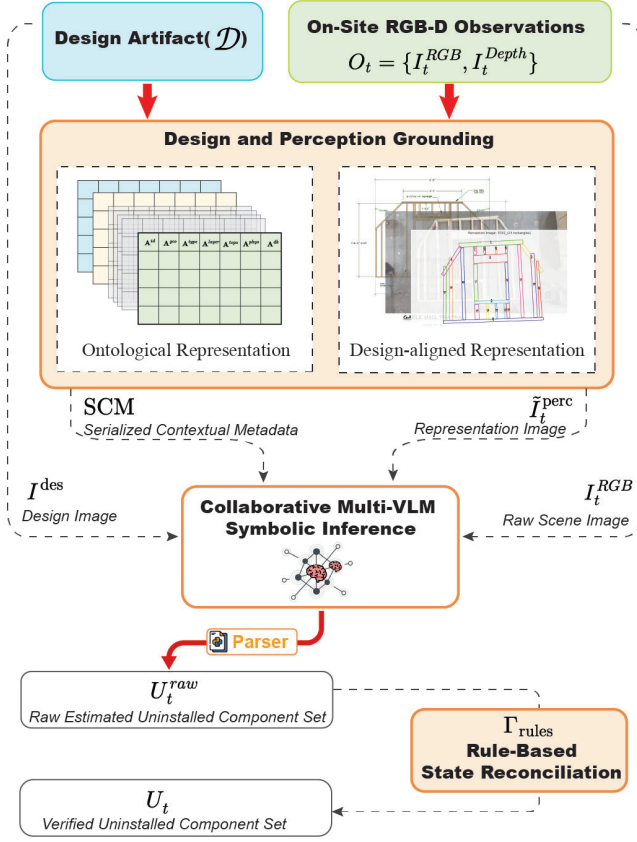 Design Artifact( 𝒟)
On-Site RGB-D Observations
O_t = {I_t^{RGB}, I_t^{Depth}}
Design and Perception Grounding
A^{id} A^{geo} A^{type} A^{layer} A^{topo} A^{phys} A^{dt}
Ontological Representation
Design-aligned Representation
SCM
Serialized Contextual Metadata
Ĩ_t^{perc}
Representation Image
I^{des}
Design Image
Collaborative Multi-VLM
Symbolic Inference
I_t^{RGB}
Raw Scene Image
Parser
U_t^{raw}
Raw Estimated Uninstalled Component Set
Γ_{rules}
Rule-Based
State Reconciliation
U_t
Verified Uninstalled Component Set